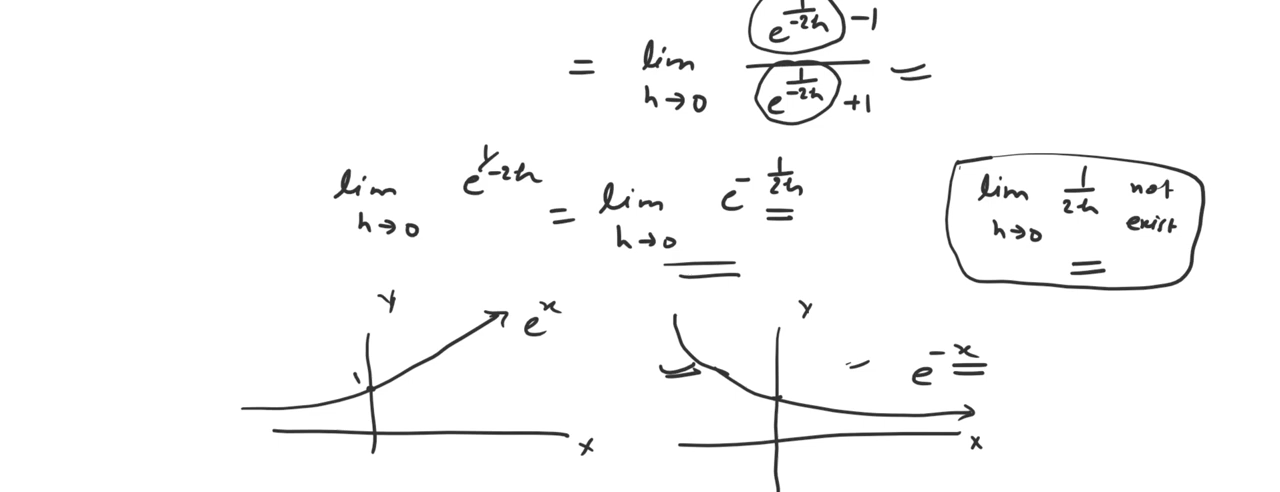 = lim h→0 (e^(1/-2h) -1)/(e^(1/-2h) +1) =
lim h→0 e^(1/-2h) = lim h→0 e^(-1/2h)
lim h→0 1/2h not exist
y e^x
1
x
y e^-x
x